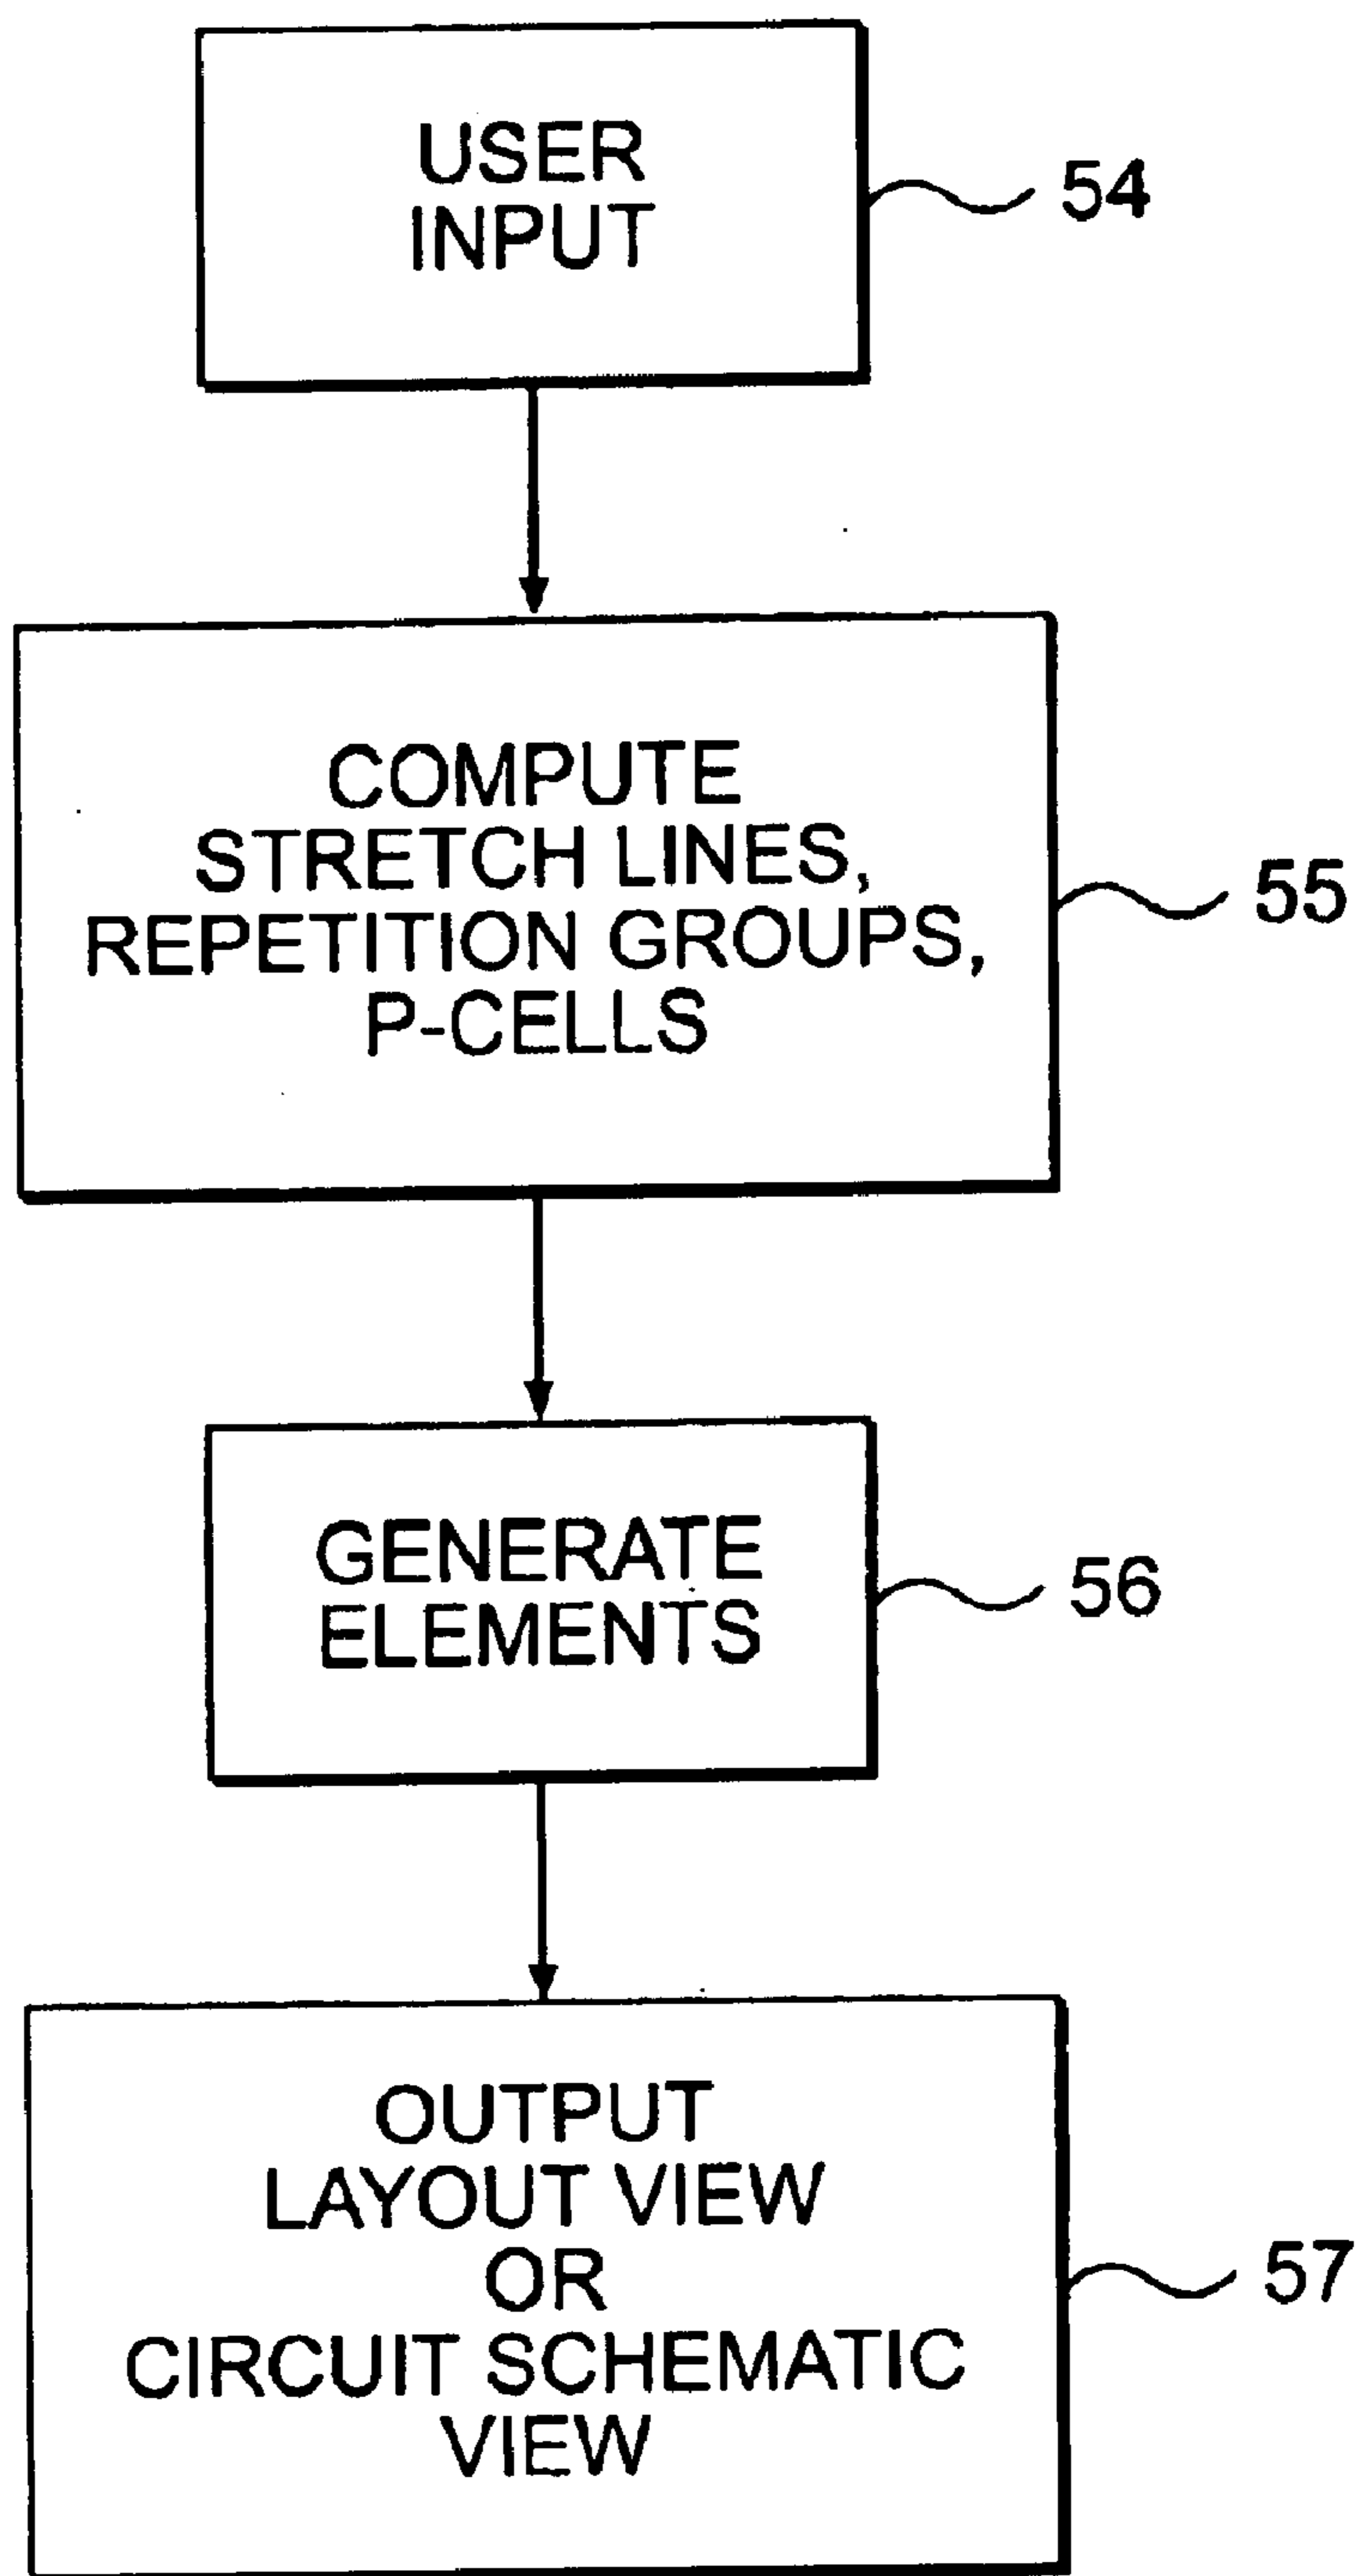 USER
INPUT
54
COMPUTE
STRETCH LINES,
REPETITION GROUPS,
P-CELLS
55
GENERATE
ELEMENTS
56
OUTPUT
LAYOUT VIEW
OR
CIRCUIT SCHEMATIC
VIEW
57